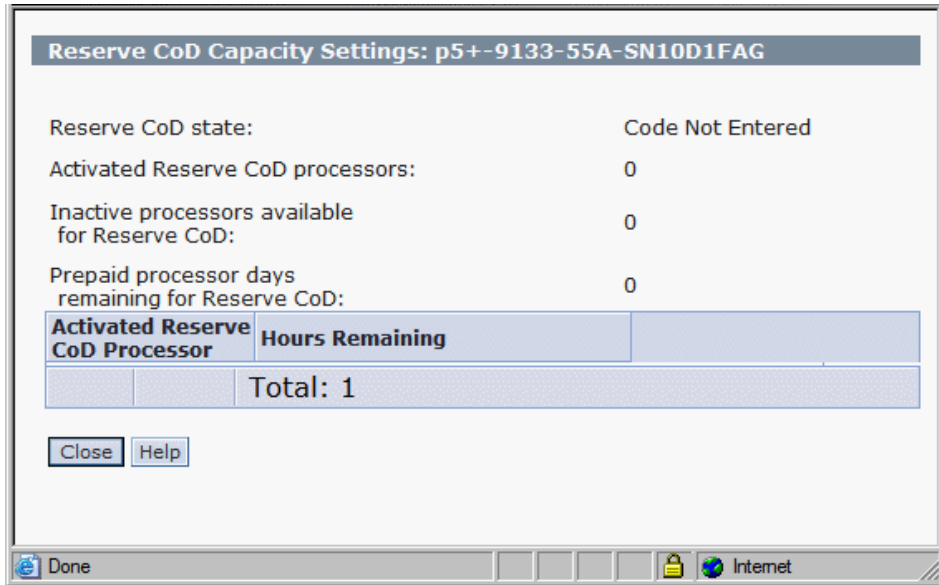 Reserve CoD Capacity Settings: p5+-9133-55A-SN10D1FAG
Reserve CoD state: Code Not Entered
Activated Reserve CoD processors: 0
Inactive processors available
for Reserve CoD: 0
Prepaid processor days
remaining for Reserve CoD: 0
Activated Reserve
CoD Processor
Hours Remaining
Total: 1
Close Help
Done Internet